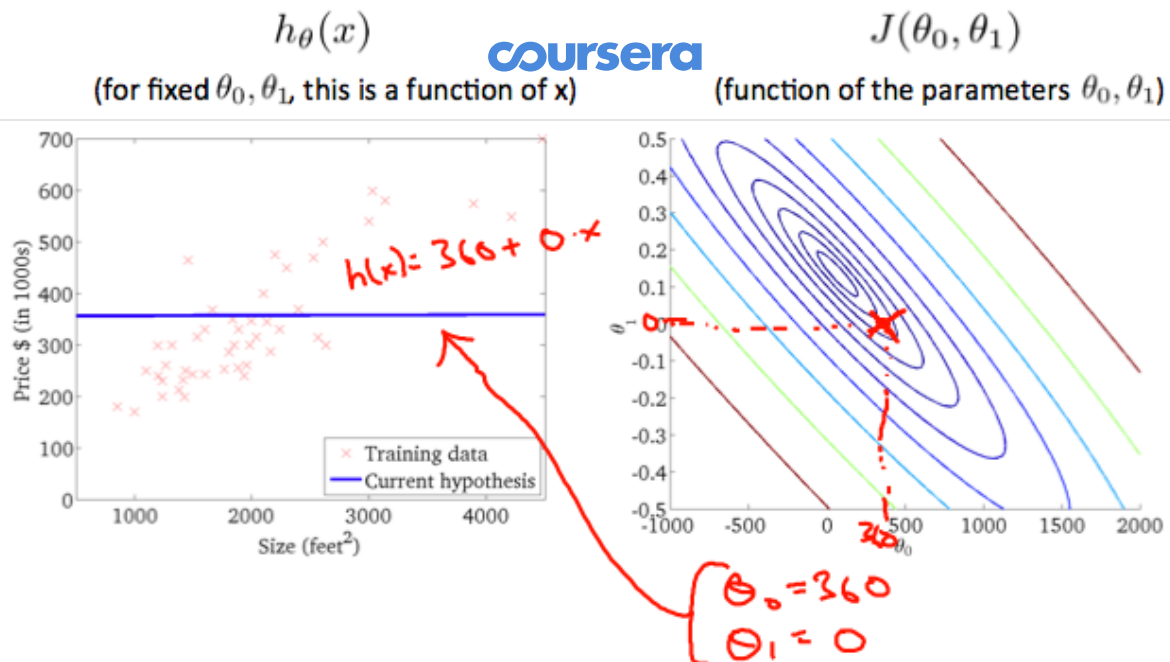 hθ(x)
coursera
J(θ0, θ1)
(for fixed θ0, θ1, this is a function of x)
(function of the parameters θ0, θ1)
700
600
500
400
300
200
100
0
Price $ (in 1000s)
h(x) = 360 + 0·x
× Training data
Current hypothesis
1000 2000 3000 4000
Size (feet²)
0.5
0.4
0.3
0.2
0.1
0
0
-0.1
-0.2
-0.3
-0.4
-0.5
θ1
-1000 -500 0 500 1000 1500 2000
360
θ0
θ0 = 360
θ1 = 0